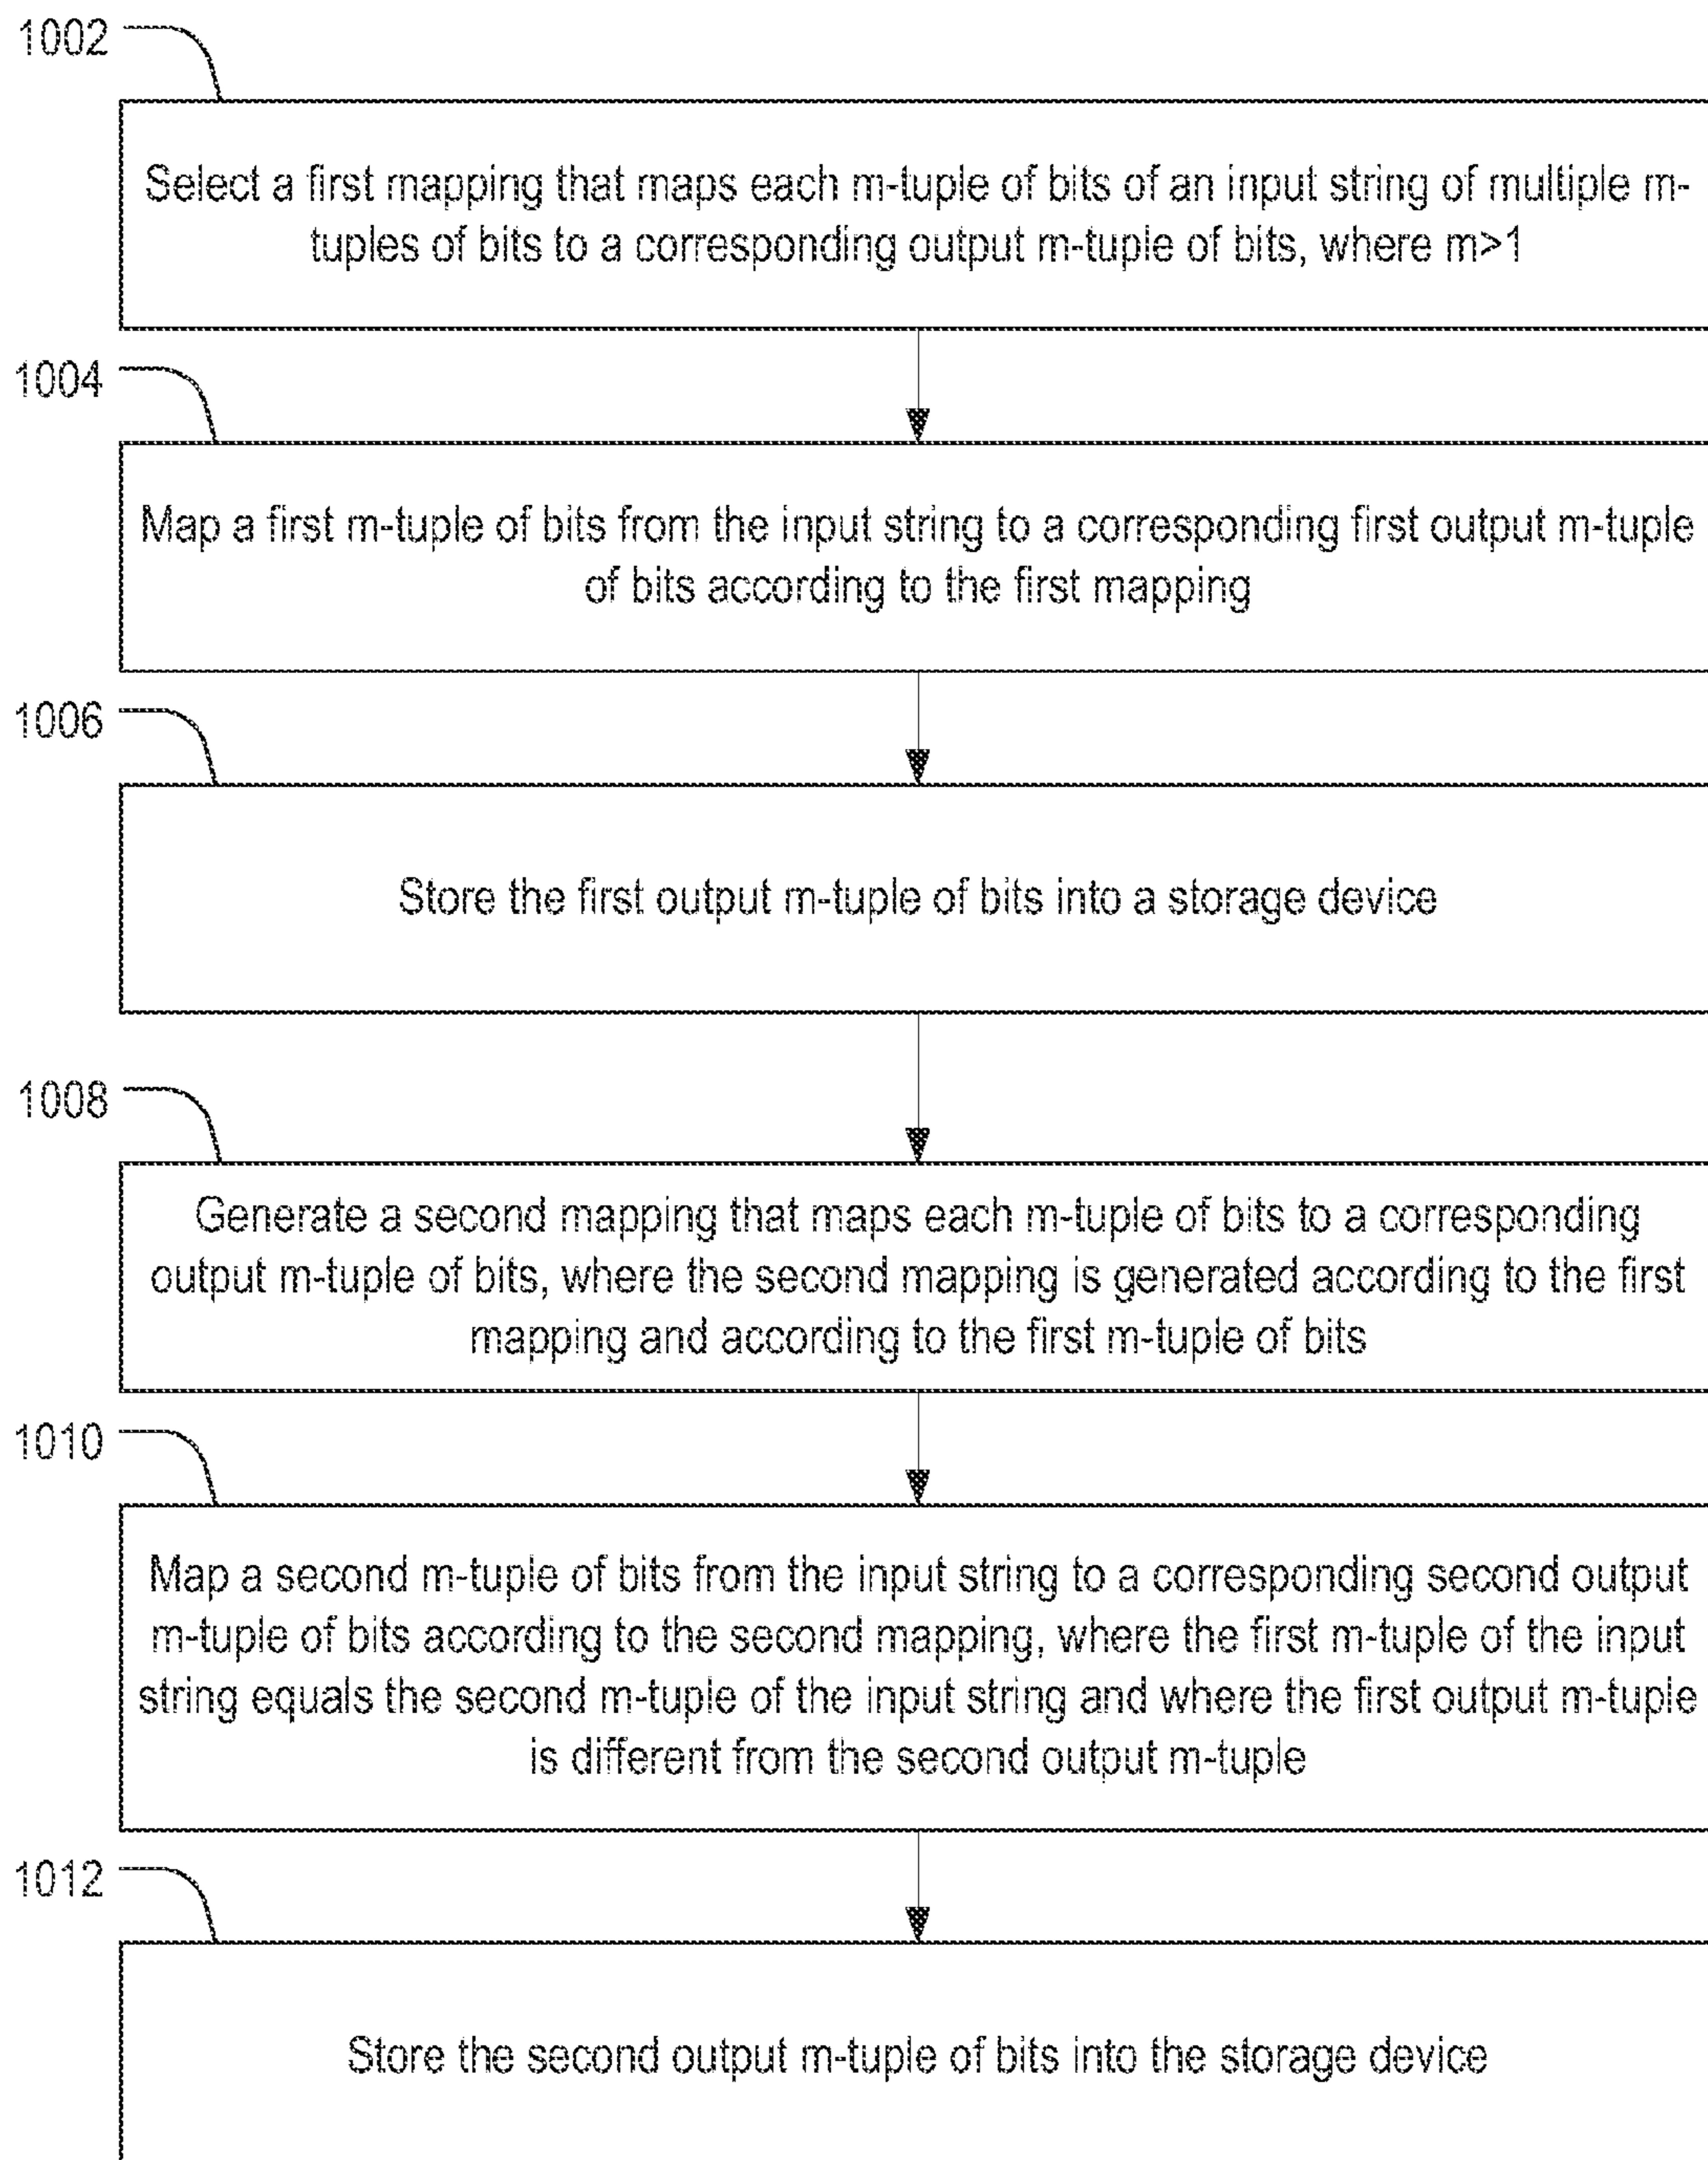 1002
Select a first mapping that maps each m-tuple of bits of an input string of multiple m-
tuples of bits to a corresponding output m-tuple of bits, where m>1
1004
Map a first m-tuple of bits from the input string to a corresponding first output m-tuple
of bits according to the first mapping
1006
Store the first output m-tuple of bits into a storage device
1008
Generate a second mapping that maps each m-tuple of bits to a corresponding
output m-tuple of bits, where the second mapping is generated according to the first
mapping and according to the first m-tuple of bits
1010
Map a second m-tuple of bits from the input string to a corresponding second output
m-tuple of bits according to the second mapping, where the first m-tuple of the input
string equals the second m-tuple of the input string and where the first output m-tuple
is different from the second output m-tuple
1012
Store the second output m-tuple of bits into the storage device